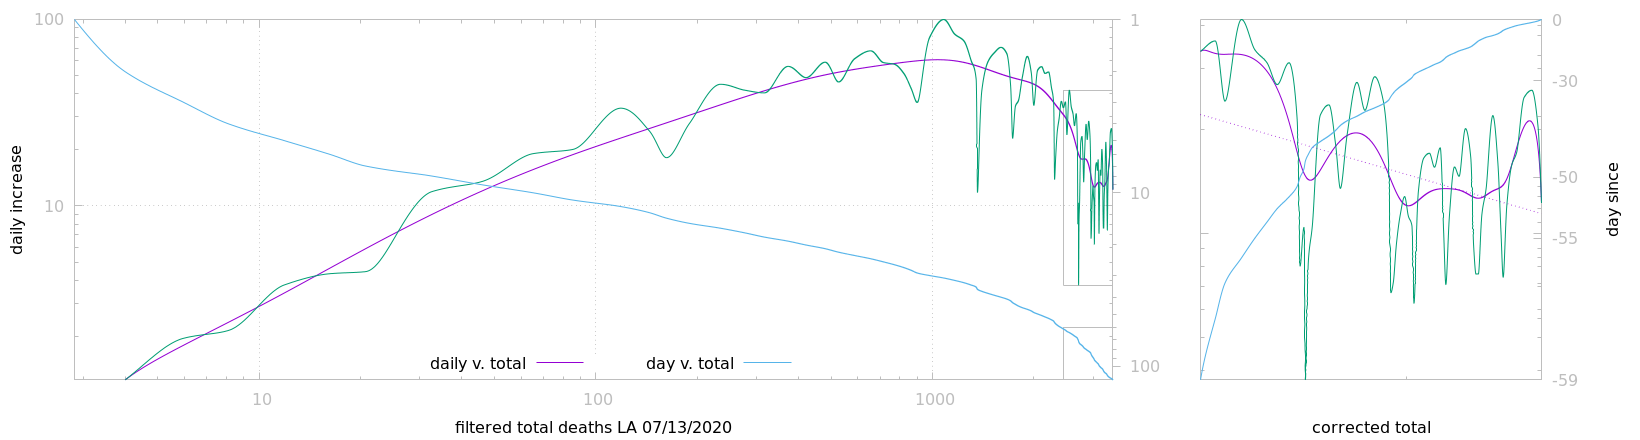 100
10
daily increase
10
100
1000
filtered total deaths LA 07/13/2020
daily v. total
day v. total
1
10
100
0
-30
-50
-55
-59
day since
corrected total